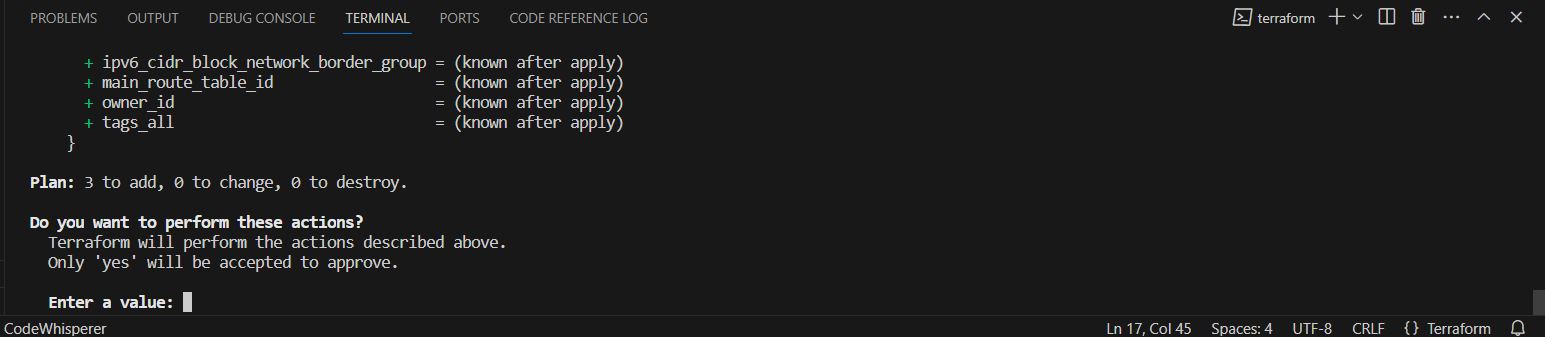 PROBLEMS OUTPUT DEBUG CONSOLE TERMINAL PORTS CODE REFERENCE LOG terraform
+ ipv6_cidr_block_network_border_group = (known after apply)
+ main_route_table_id = (known after apply)
+ owner_id = (known after apply)
+ tags_all = (known after apply)
}
Plan: 3 to add, 0 to change, 0 to destroy.
Do you want to perform these actions?
Terraform will perform the actions described above.
Only 'yes' will be accepted to approve.
Enter a value:
CodeWhisperer Ln 17, Col 45 Spaces: 4 UTF-8 CRLF {} Terraform